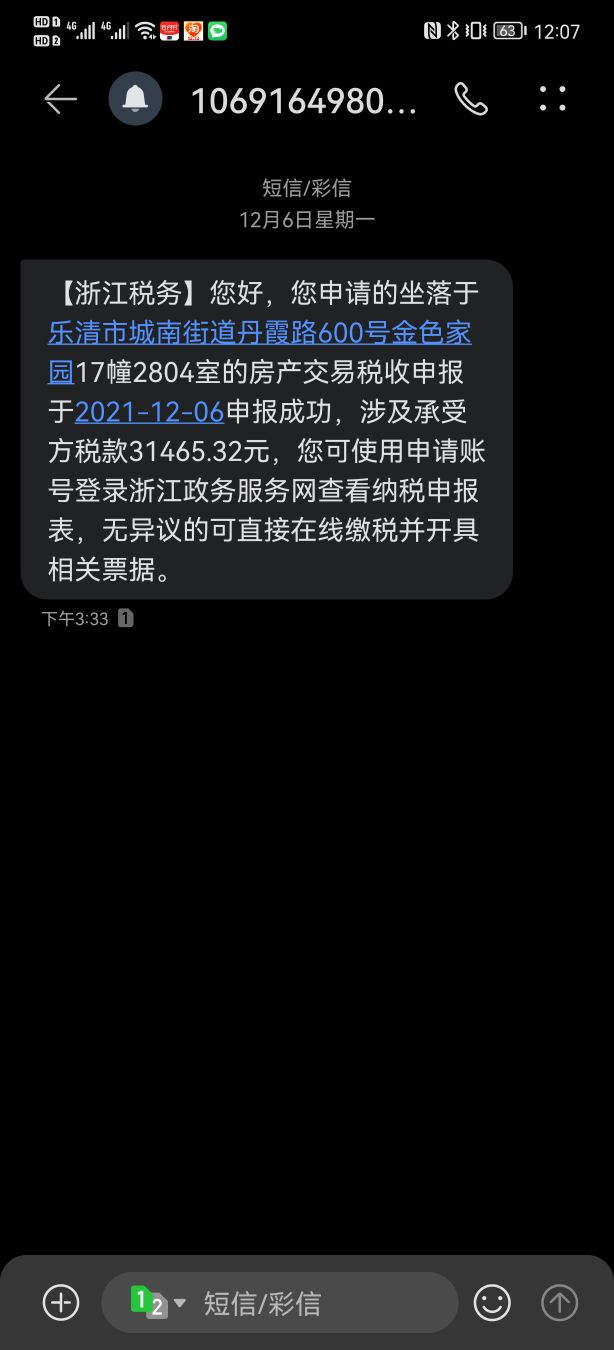 HD 1 4G 4G 63 12:07
HD 2
1069164980...
短信/彩信
12月6日星期一
【浙江税务】您好，您申请的坐落于
乐清市城南街道丹霞路600号金色家
园17幢2804室的房产交易税收申报
于2021-12-06申报成功，涉及承受
方税款31465.32元，您可使用申请账
号登录浙江政务服务网查看纳税申报
表，无异议的可直接在线缴税并开具
相关票据。
下午3:33 1
1 2 短信/彩信